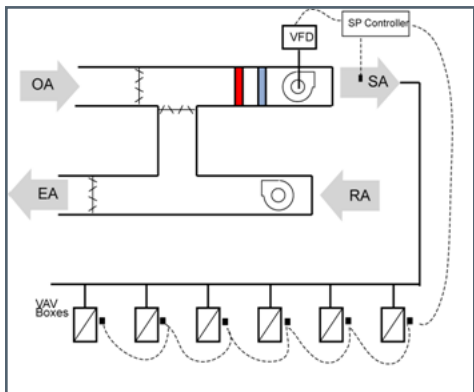 SP Controller
VFD
OA
SA
EA
RA
VAV
Boxes